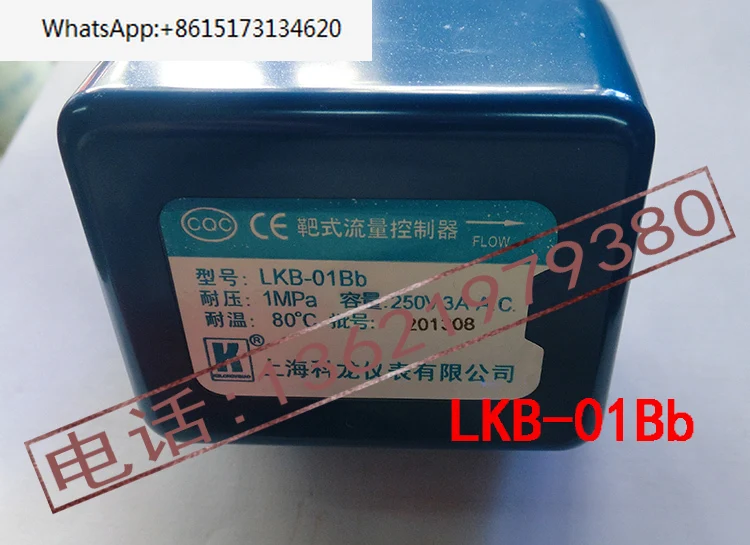 WhatsApp:+8615173134620
CQC CE 靶式流量控制器
FLOW
型号: LKB-01Bb
耐压: 1MPa 容量:250V 3A A.C.
耐温: 80℃ 批号: 201308
® 上海科龙仪表有限公司
电话:13621979380
LKB-01Bb